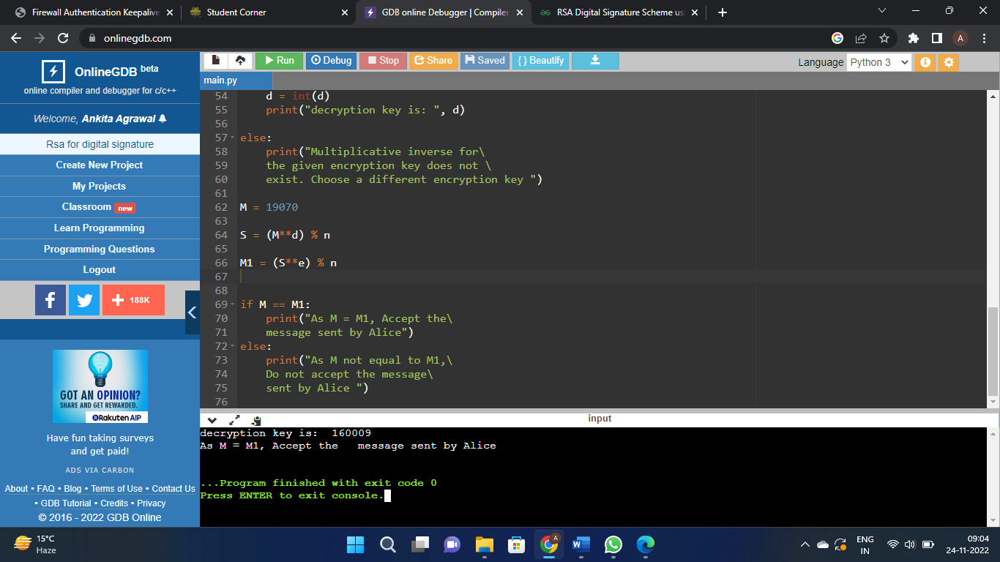 Firewall Authentication Keepalive
Student Corner
GDB online Debugger | Compiler
RSA Digital Signature Scheme usi
onlinegdb.com
A
OnlineGDB beta
online compiler and debugger for c/c++
Welcome, Ankita Agrawal
Rsa for digital signature
Create New Project
My Projects
Classroom new
Learn Programming
Programming Questions
Logout
188K
GOT AN OPINION?
SHARE AND GET REWARDED.
Rakuten AIP
Have fun taking surveys
and get paid!
ADS VIA CARBON
About • FAQ • Blog • Terms of Use • Contact Us
• GDB Tutorial • Credits • Privacy
© 2016 - 2022 GDB Online
Run Debug Stop Share Saved { } Beautify
Language Python 3
main.py
54 d = int(d)
55 print("decryption key is: ", d)
56
57 else:
58 print("Multiplicative inverse for\
59 the given encryption key does not \
60 exist. Choose a different encryption key ")
61
62 M = 19070
63
64 S = (M**d) % n
65
66 M1 = (S**e) % n
67
68
69 if M == M1:
70 print("As M = M1, Accept the\
71 message sent by Alice")
72 else:
73 print("As M not equal to M1,\
74 Do not accept the message\
75 sent by Alice ")
76
input
decryption key is:  160009
As M = M1, Accept the   message sent by Alice
...Program finished with exit code 0
Press ENTER to exit console.
15°C
Haze
A
ENG
IN
09:04
24-11-2022